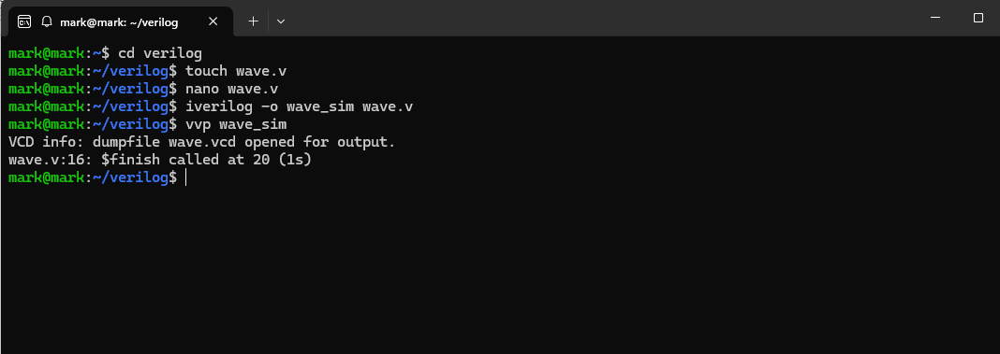 mark@mark: ~/verilog
mark@mark:~$ cd verilog
mark@mark:~/verilog$ touch wave.v
mark@mark:~/verilog$ nano wave.v
mark@mark:~/verilog$ iverilog -o wave_sim wave.v
mark@mark:~/verilog$ vvp wave_sim
VCD info: dumpfile wave.vcd opened for output.
wave.v:16: $finish called at 20 (1s)
mark@mark:~/verilog$